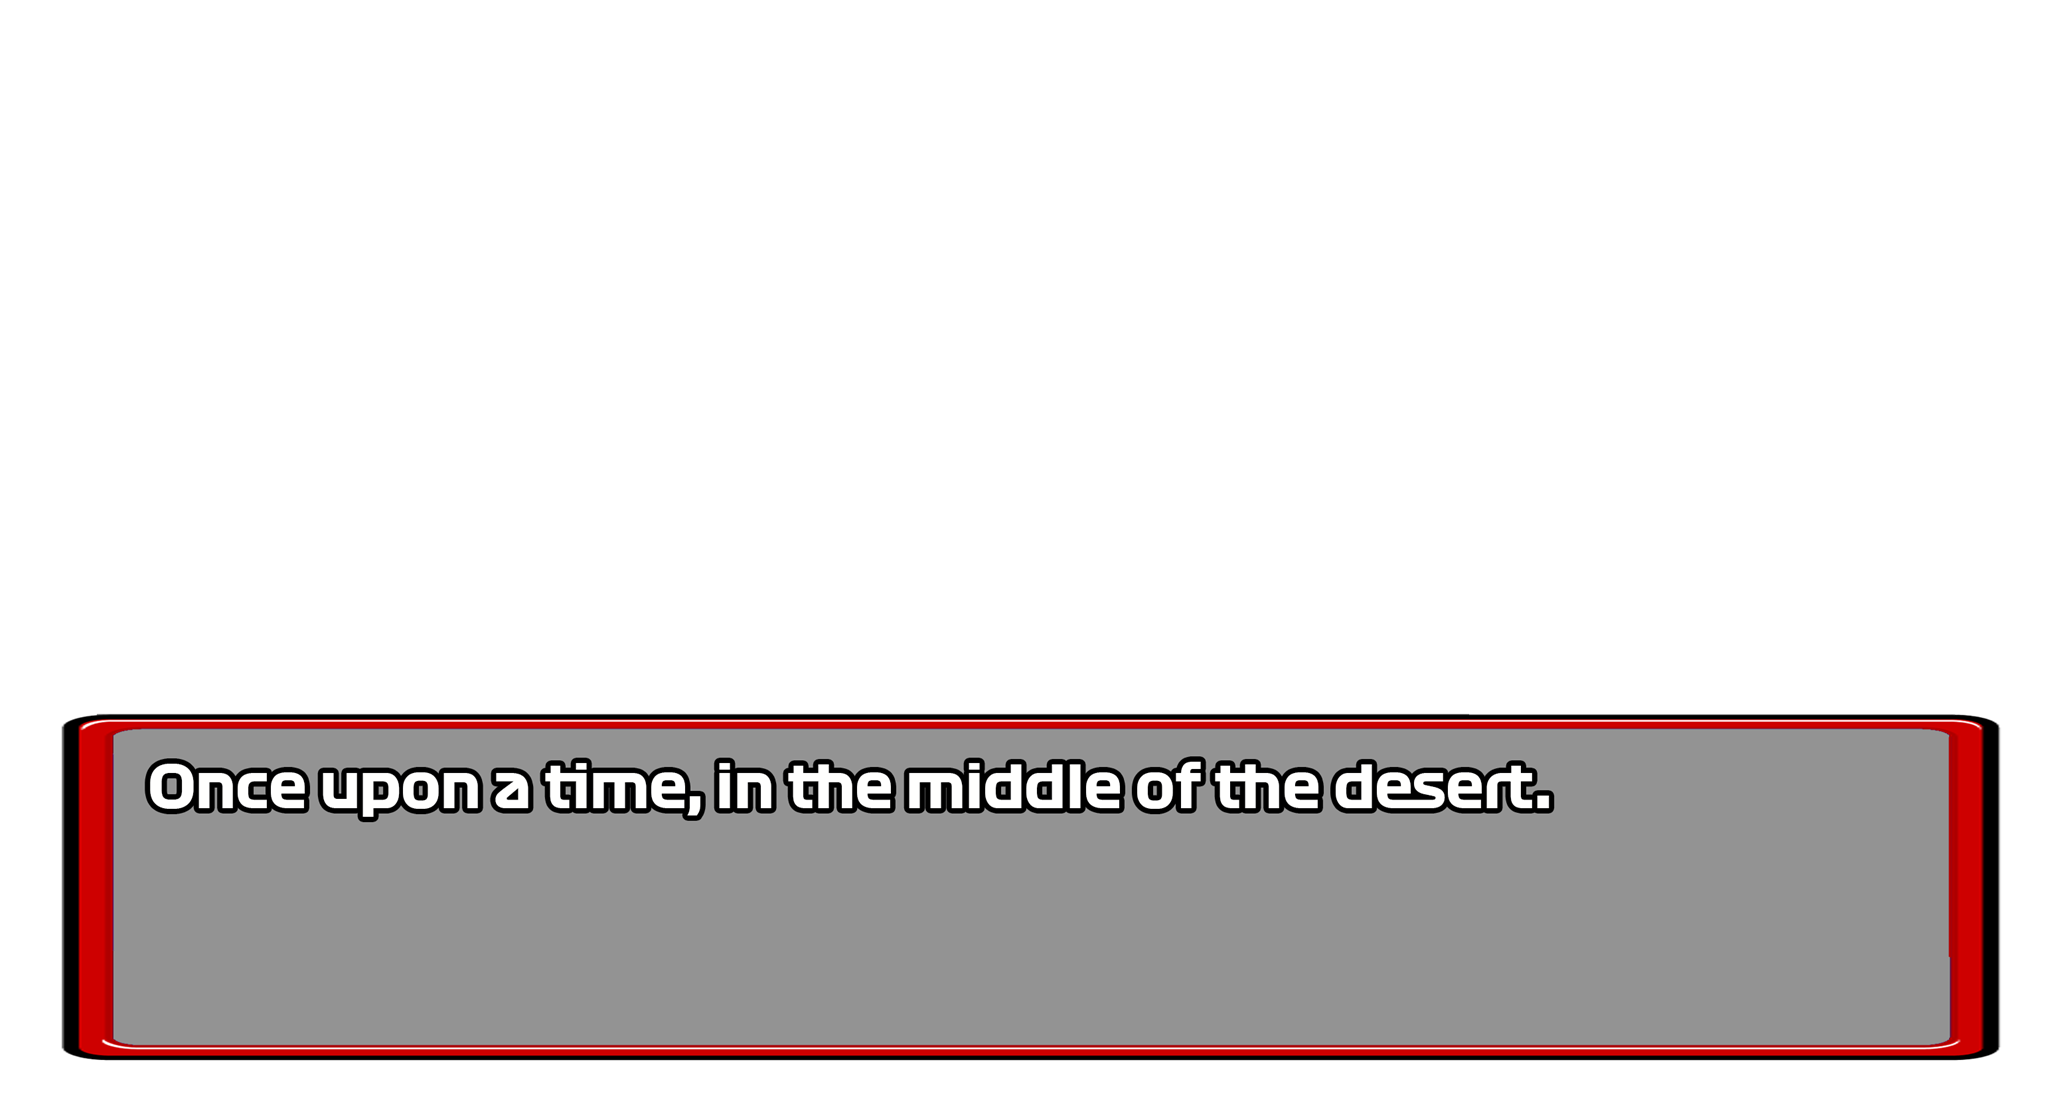 Once upon a time, in the middle of the desert.